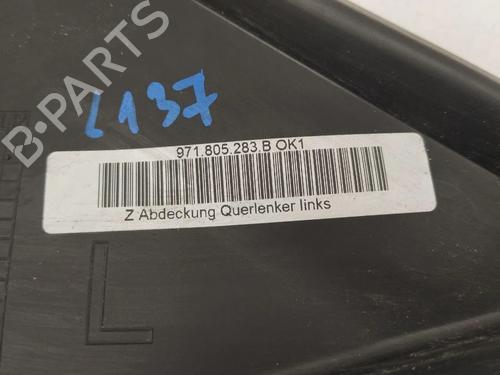 B-PARTS
L137
971.805.283.B OK1
Z Abdeckung Querlenker links
L